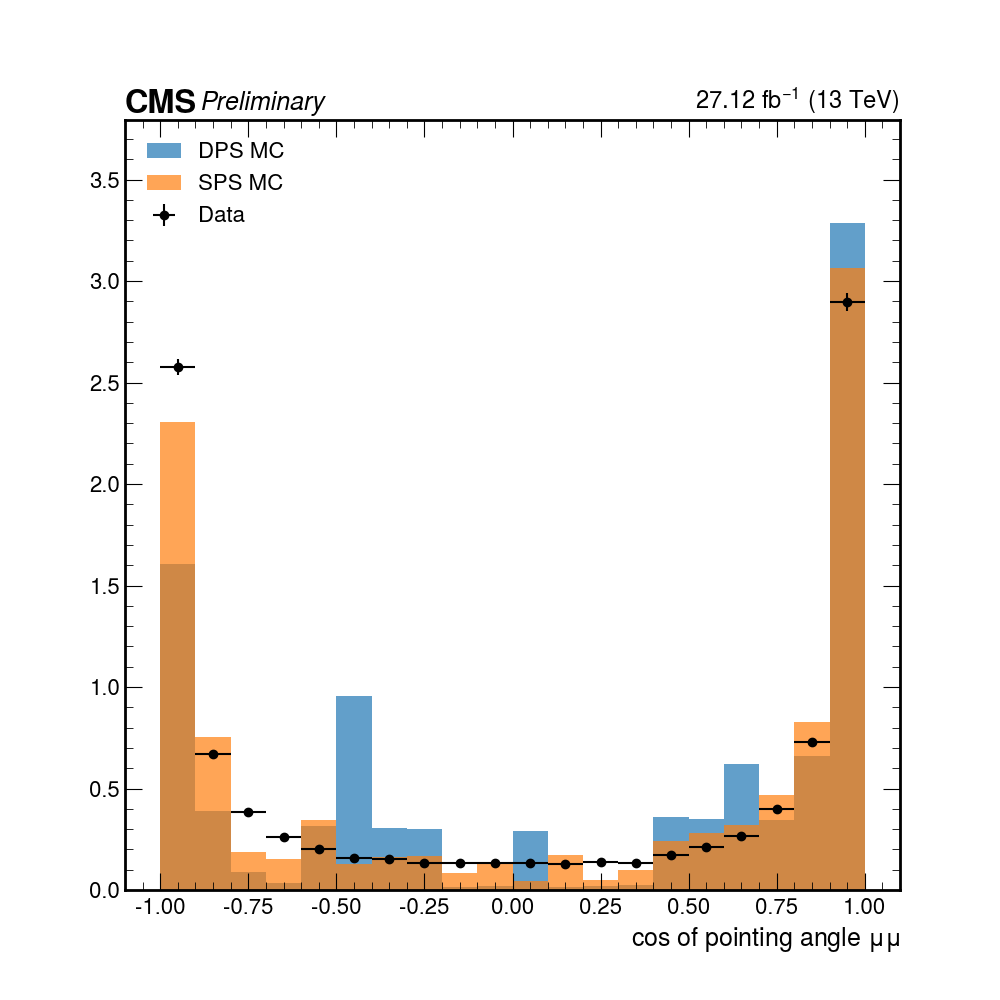 CMS Preliminary 27.12 fb⁻¹ (13 TeV)
DPS MC
SPS MC
Data
3.5
3.0
2.5
2.0
1.5
1.0
0.5
0.0
-1.00 -0.75 -0.50 -0.25 0.00 0.25 0.50 0.75 1.00
cos of pointing angle μμ